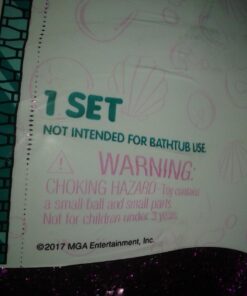 1 SET
NOT INTENDED FOR BATHTUB USE.
WARNING:
CHOKING HAZARD-Toy contains
a small ball and small parts.
Not for children under 3 years.
©2017 MGA Entertainment, Inc.